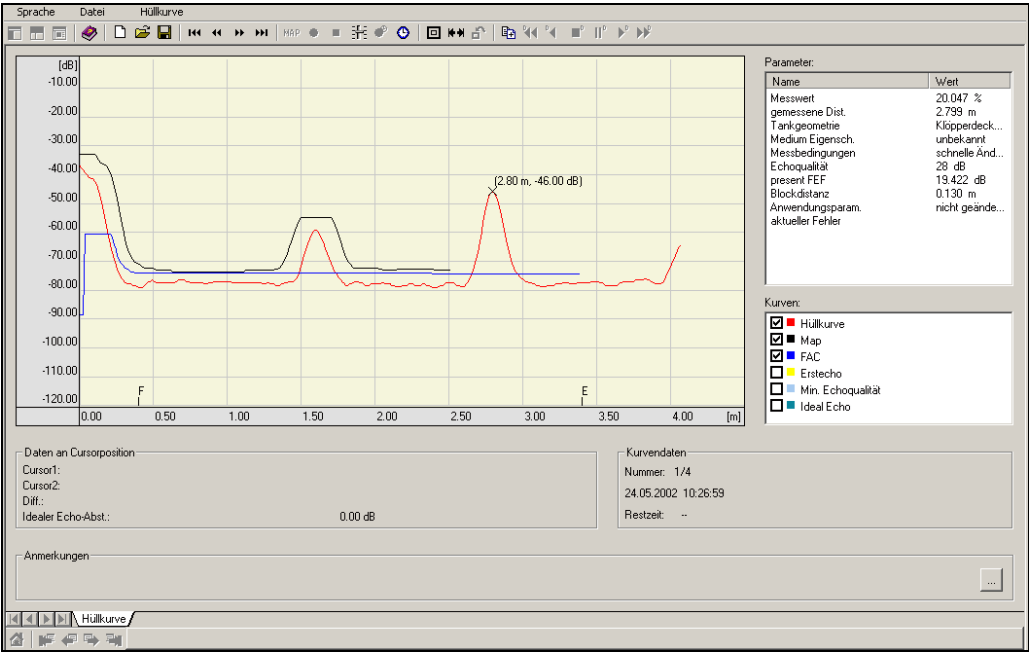 Sprache Datei Hüllkurve
MAP
[dB]
-10.00
-20.00
-30.00
-40.00
-50.00
-60.00
-70.00
-80.00
-90.00
-100.00
-110.00
-120.00
(2.80 m, -46.00 dB)
F E
0.00 0.50 1.00 1.50 2.00 2.50 3.00 3.50 4.00 [m]
Parameter:
Name Wert
Messwert 20.047 %
gemessene Dist. 2.799 m
Tankgeometrie Klöpperdeck...
Medium Eigensch. unbekannt
Messbedingungen schnelle Änd...
Echoqualität 28 dB
present FEF 19.422 dB
Blockdistanz 0.130 m
Anwendungsparam. nicht geände...
aktueller Fehler
Kurven:
Hüllkurve
Map
FAC
Erstecho
Min. Echoqualität
Ideal Echo
Daten an Cursorposition
Cursor1:
Cursor2:
Diff.:
Idealer Echo-Abst.: 0.00 dB
Kurvendaten
Nummer: 1/4
24.05.2002 10:26:59
Restzeit: --
Anmerkungen
...
Hüllkurve